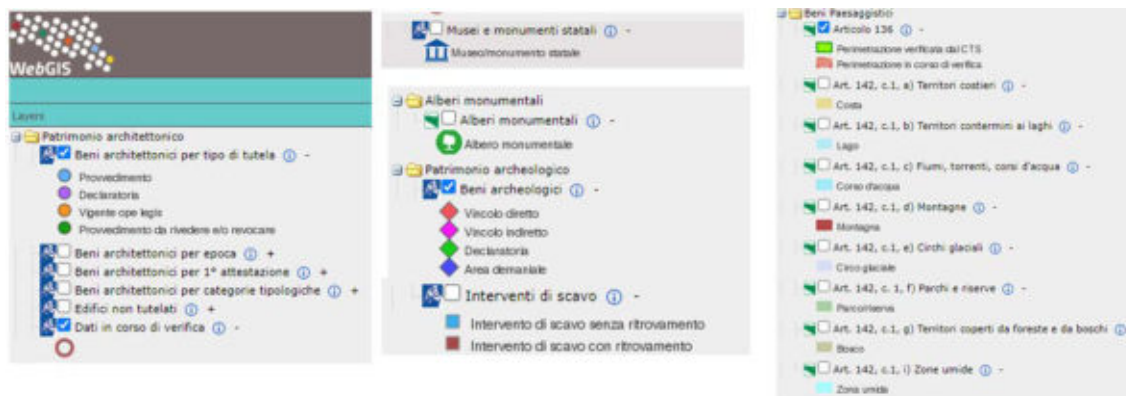 WebGIS
Layers
Patrimonio architettonico
Beni architettonici per tipo di tutela -
Provvedimento
Declaratoria
Vigente ope legis
Provvedimento da rivedere e/o revocare
Beni architettonici per epoca +
Beni architettonici per 1° attestazione +
Beni architettonici per categorie tipologiche +
Edifici non tutelati +
Dati in corso di verifica -
Musei e monumenti statali -
Museo/monumento statale
Alberi monumentali
Alberi monumentali -
Albero monumentale
Patrimonio archeologico
Beni archeologici -
Vincolo diretto
Vincolo indiretto
Declaratoria
Area demaniale
Interventi di scavo -
Intervento di scavo senza ritrovamento
Intervento di scavo con ritrovamento
Beni Paesaggistici
Articolo 136 -
Perimetrazione verificata dal CTS
Perimetrazione in corso di verifica
Art. 142, c.1, a) Territori costieri -
Costa
Art. 142, c.1, b) Territori contermini ai laghi -
Lago
Art. 142, c.1, c) Fiumi, torrenti, corsi d'acqua -
Corso d'acqua
Art. 142, c.1, d) Montagne -
Montagna
Art. 142, c.1, e) Circhi glaciali -
Circo glaciale
Art. 142, c. 1, f) Parchi e riserve -
Parco/riserva
Art. 142, c.1, g) Territori coperti da foreste e da boschi
Bosco
Art. 142, c.1, i) Zone umide -
Zona umida